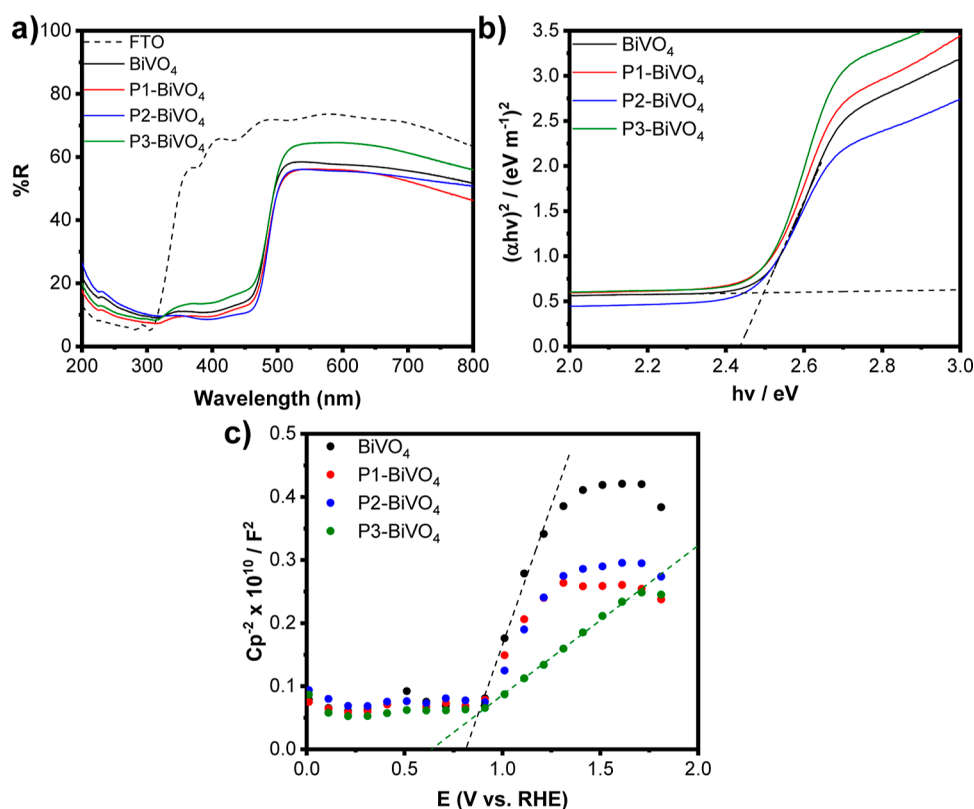 a)
100
80
60
40
20
0
%R
FTO
BiVO₄
P1-BiVO₄
P2-BiVO₄
P3-BiVO₄
200 300 400 500 600 700 800
Wavelength (nm)
b)
3.5
3.0
2.5
2.0
1.5
1.0
0.5
0.0
(αhν)² / (eV m⁻¹)²
BiVO₄
P1-BiVO₄
P2-BiVO₄
P3-BiVO₄
2.0 2.2 2.4 2.6 2.8 3.0
hν / eV
c)
0.5
0.4
0.3
0.2
0.1
0.0
Cp⁻² x 10¹⁰ / F²
BiVO₄
P1-BiVO₄
P2-BiVO₄
P3-BiVO₄
0.0 0.5 1.0 1.5 2.0
E (V vs. RHE)